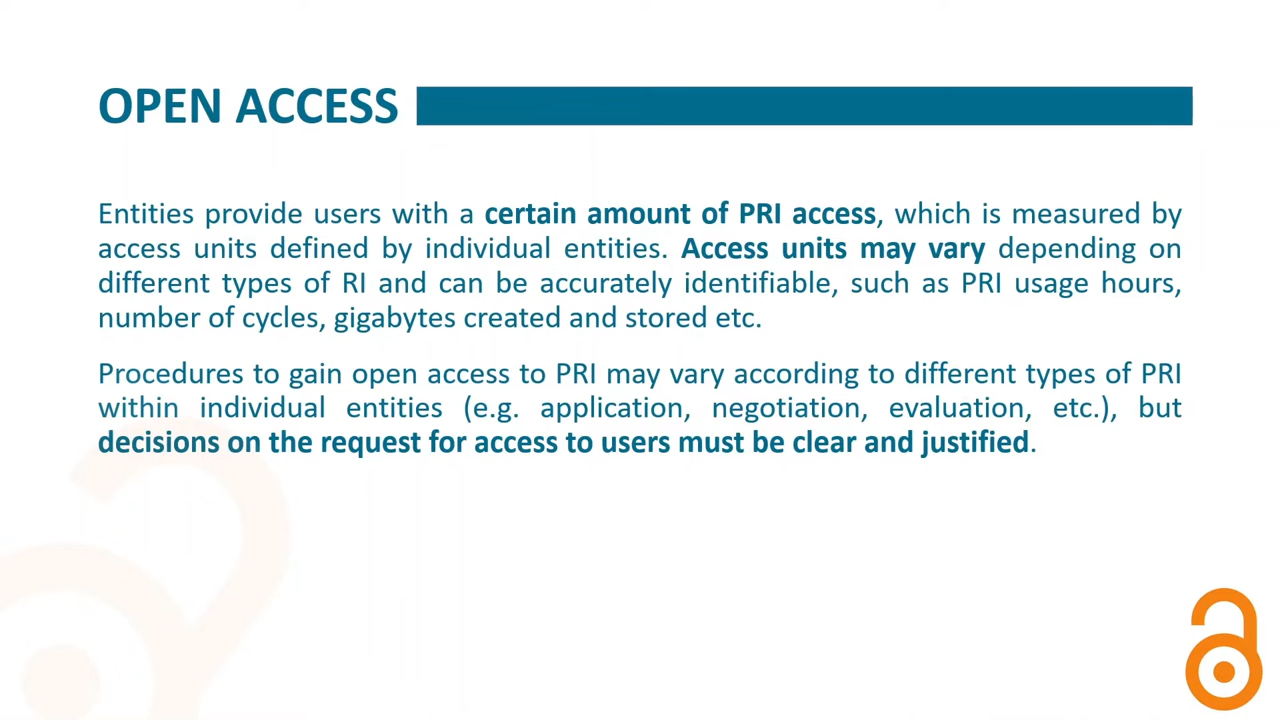 OPEN ACCESS
Entities provide users with a certain amount of PRI access, which is measured by
access units defined by individual entities. Access units may vary depending on
different types of RI and can be accurately identifiable, such as PRI usage hours,
number of cycles, gigabytes created and stored etc.
Procedures to gain open access to PRI may vary according to different types of PRI
within individual entities (e.g. application, negotiation, evaluation, etc.), but
decisions on the request for access to users must be clear and justified.